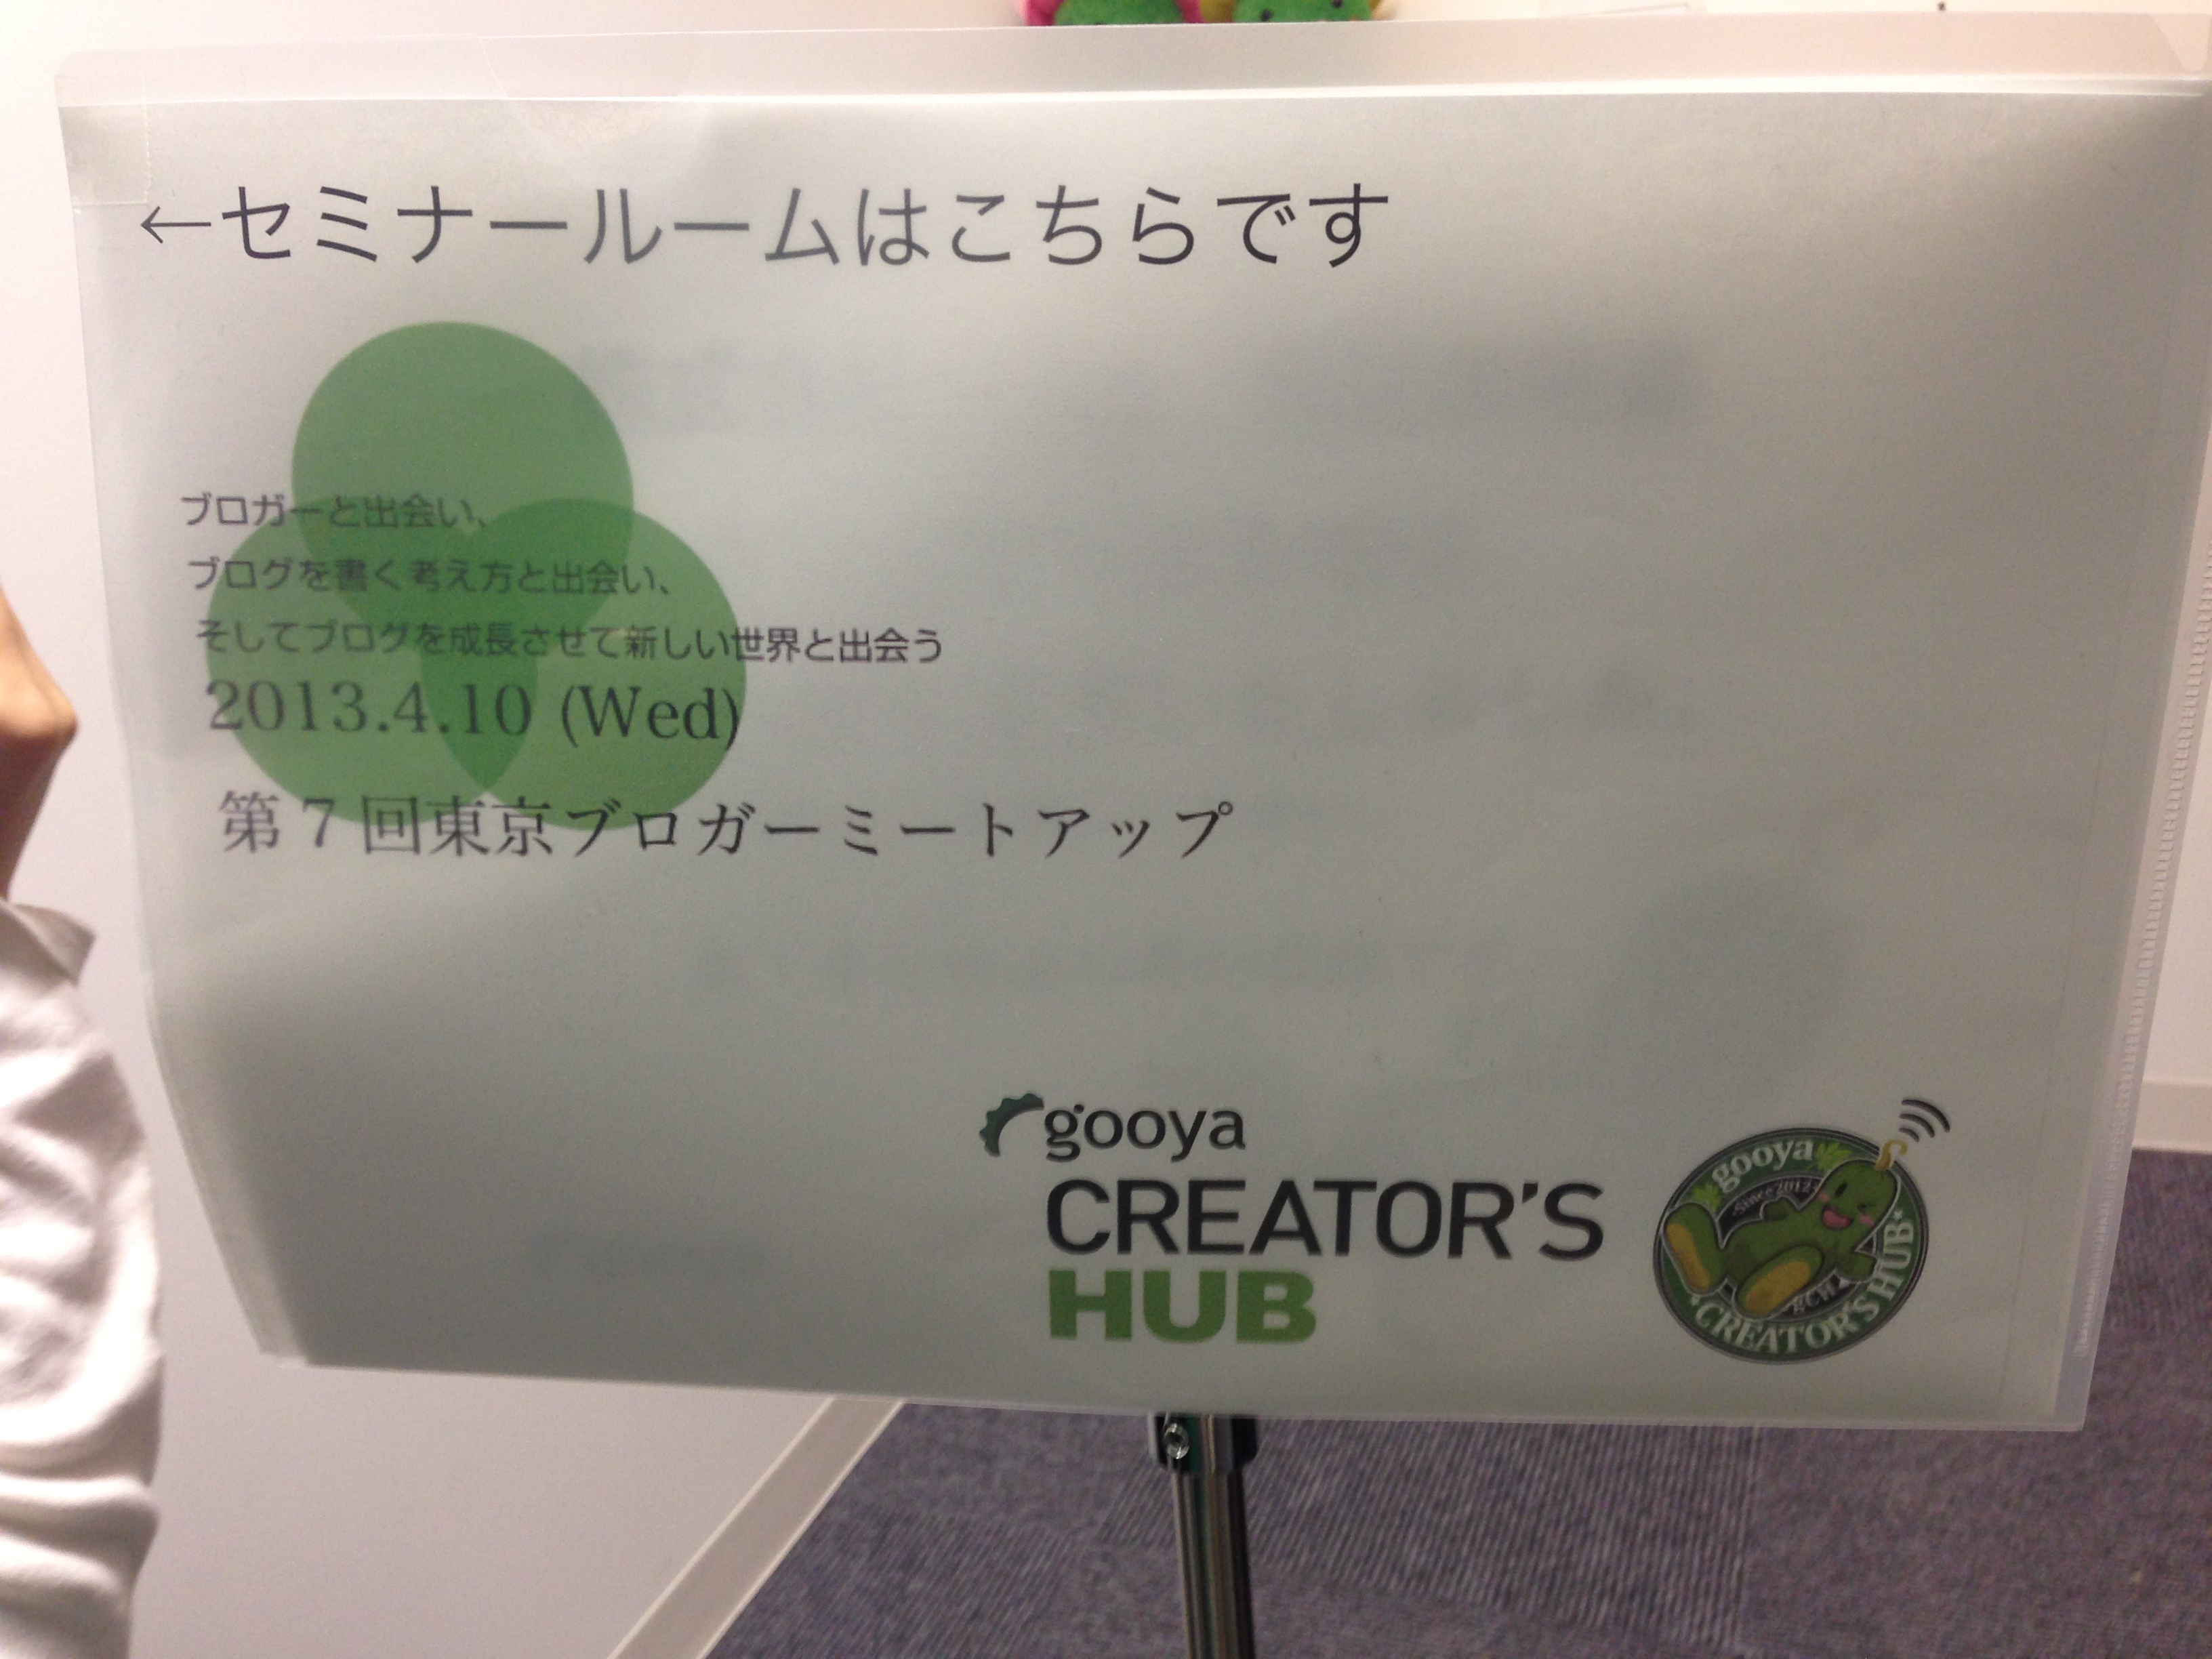 ←セミナールームはこちらです
ブロガーと出会い、
ブログを書く考え方と出会い、
そしてブログを成長させて新しい世界と出会う
2013.4.10 (Wed)
第7回東京ブロガーミートアップ
gooya
CREATOR'S
HUB
gooya
Since 2012
CREATOR'S HUB